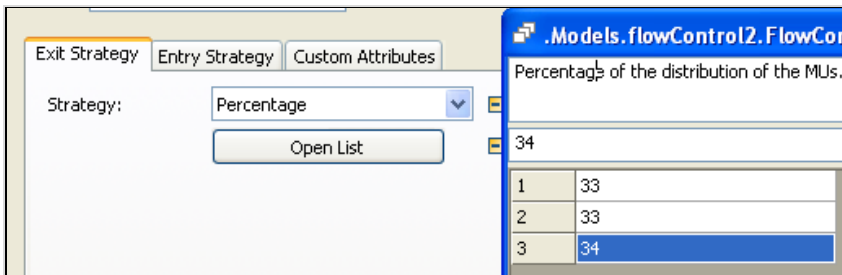 Exit Strategy Entry Strategy Custom Attributes
Strategy: Percentage
Open List
.Models.flowControl2.FlowCor
Percentage of the distribution of the MUs.
34
1 33
2 33
3 34